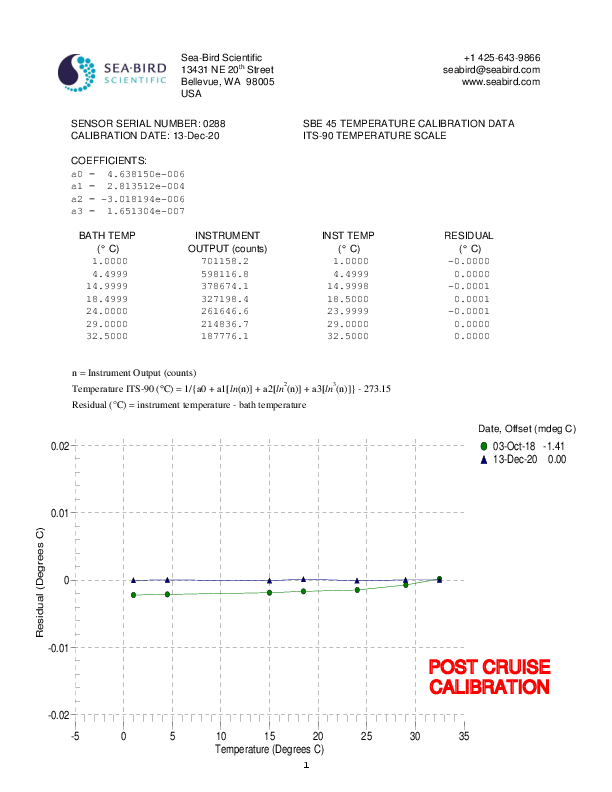 SEA·BIRD
SCIENTIFIC
Sea-Bird Scientific
13431 NE 20th Street
Bellevue, WA 98005
USA
+1 425-643-9866
seabird@seabird.com
www.seabird.com
SENSOR SERIAL NUMBER: 0288
CALIBRATION DATE: 13-Dec-20
SBE 45 TEMPERATURE CALIBRATION DATA
ITS-90 TEMPERATURE SCALE
COEFFICIENTS:
a0 = 4.638150e-006
a1 = 2.813512e-004
a2 = -3.018194e-006
a3 = 1.651304e-007
BATH TEMP INSTRUMENT INST TEMP RESIDUAL
(° C) OUTPUT (counts) (° C) (° C)
1.0000 701158.2 1.0000 -0.0000
4.4999 598116.8 4.4999 0.0000
14.9999 378674.1 14.9998 -0.0001
18.4999 327198.4 18.5000 0.0001
24.0000 261646.6 23.9999 -0.0001
29.0000 214836.7 29.0000 0.0000
32.5000 187776.1 32.5000 0.0000
n = Instrument Output (counts)
Temperature ITS-90 (°C) = 1/{a0 + a1[ln(n)] + a2[ln²(n)] + a3[ln³(n)]} - 273.15
Residual (°C) = instrument temperature - bath temperature
Date, Offset (mdeg C)
03-Oct-18 -1.41
13-Dec-20 0.00
0.02
0.01
0
-0.01
-0.02
Residual (Degrees C)
POST CRUISE
CALIBRATION
-5 0 5 10 15 20 25 30 35
Temperature (Degrees C)
1